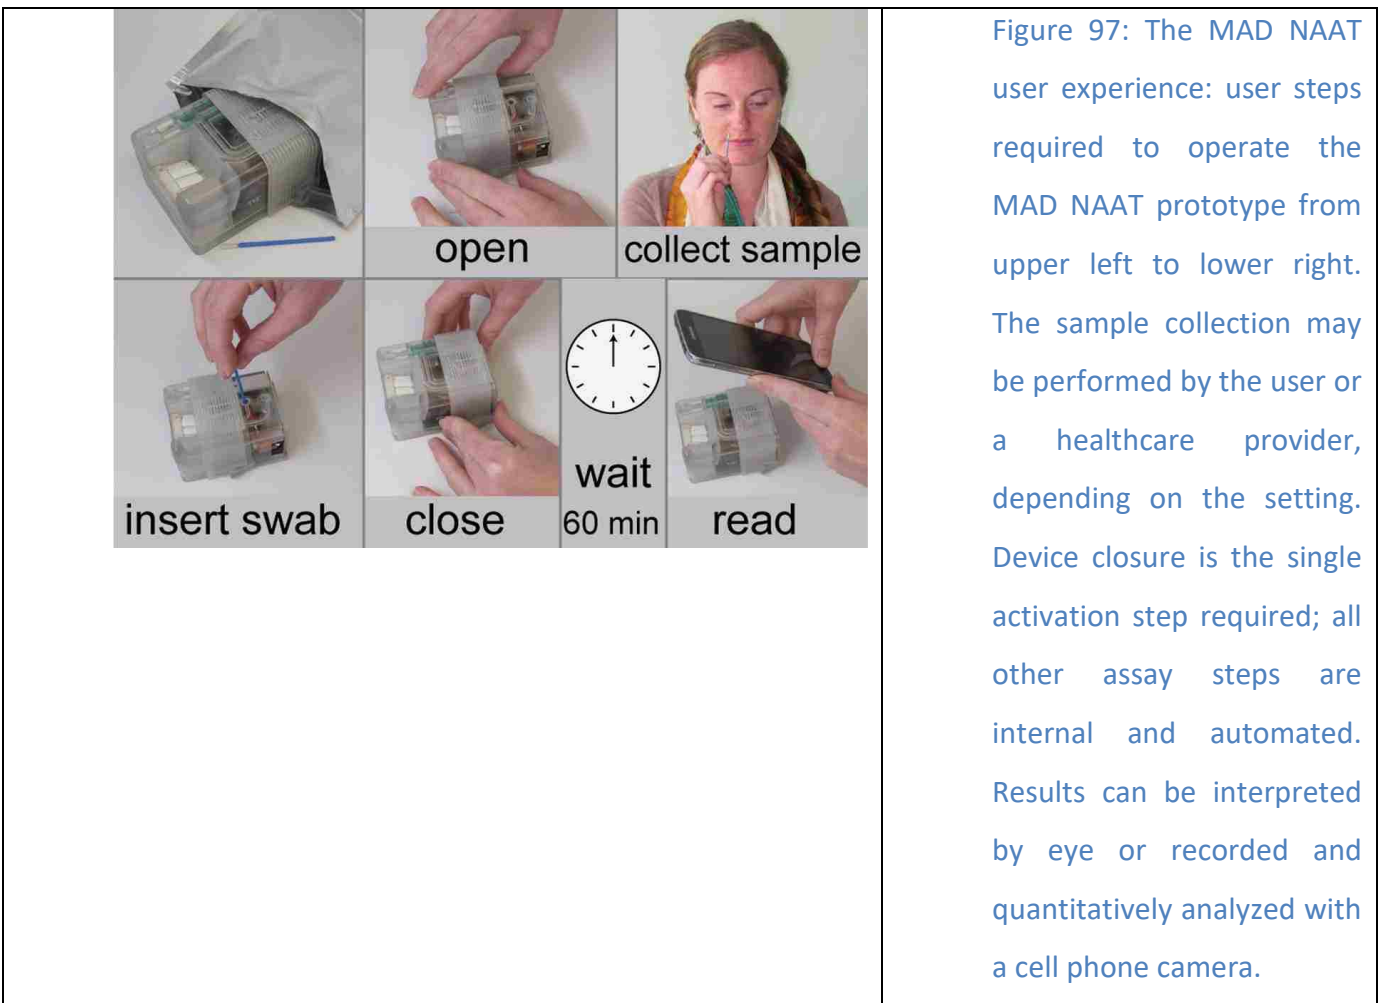 open
collect sample
insert swab
close
wait
60 min
read
Figure 97: The MAD NAAT
user experience: user steps
required to operate the
MAD NAAT prototype from
upper left to lower right.
The sample collection may
be performed by the user or
a healthcare provider,
depending on the setting.
Device closure is the single
activation step required; all
other assay steps are
internal and automated.
Results can be interpreted
by eye or recorded and
quantitatively analyzed with
a cell phone camera.